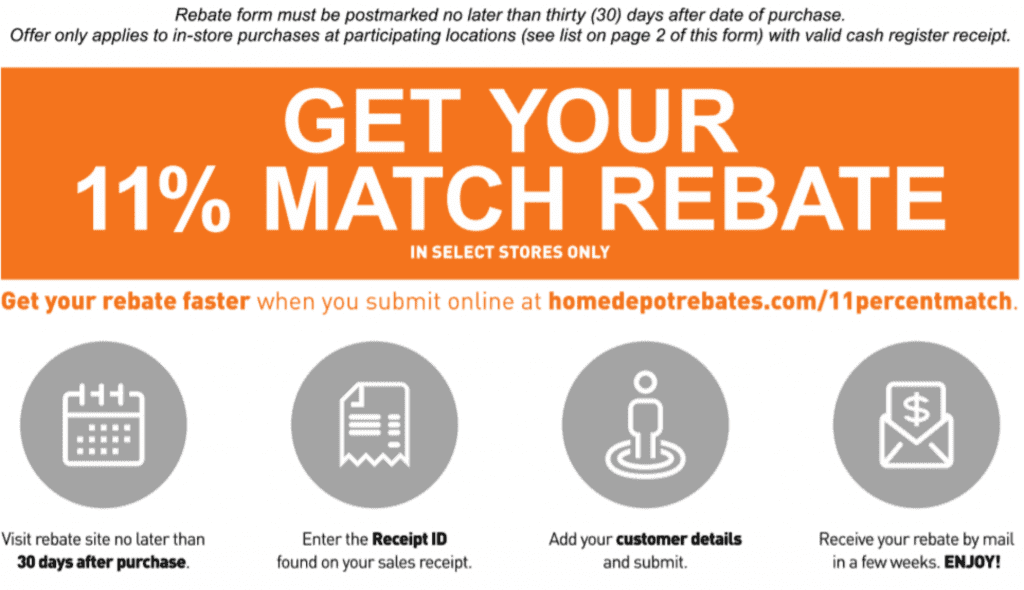 Rebate form must be postmarked no later than thirty (30) days after date of purchase.
Offer only applies to in-store purchases at participating locations (see list on page 2 of this form) with valid cash register receipt.
GET YOUR
11% MATCH REBATE
IN SELECT STORES ONLY
Get your rebate faster when you submit online at homedepotrebates.com/11percentmatch.
Visit rebate site no later than
30 days after purchase.
Enter the Receipt ID
found on your sales receipt.
Add your customer details
and submit.
$
Receive your rebate by mail
in a few weeks. ENJOY!